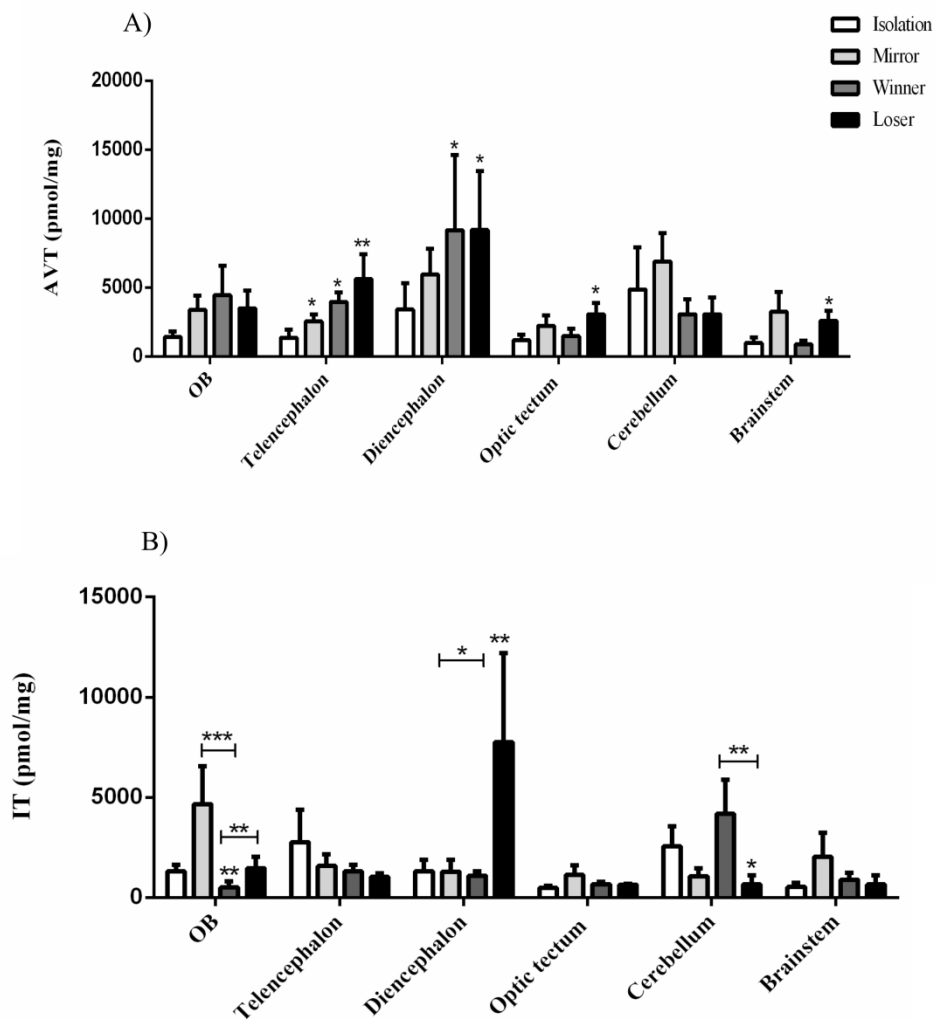 A)
Isolation
Mirror
Winner
Loser
AVT (pmol/mg)
20000
15000
10000
5000
0
* * **
* *
*
*
OB
Telencephalon
Diencephalon
Optic tectum
Cerebellum
Brainstem
B)
IT (pmol/mg)
15000
10000
5000
0
***
**
**
*
**
**
*
OB
Telencephalon
Diencephalon
Optic tectum
Cerebellum
Brainstem